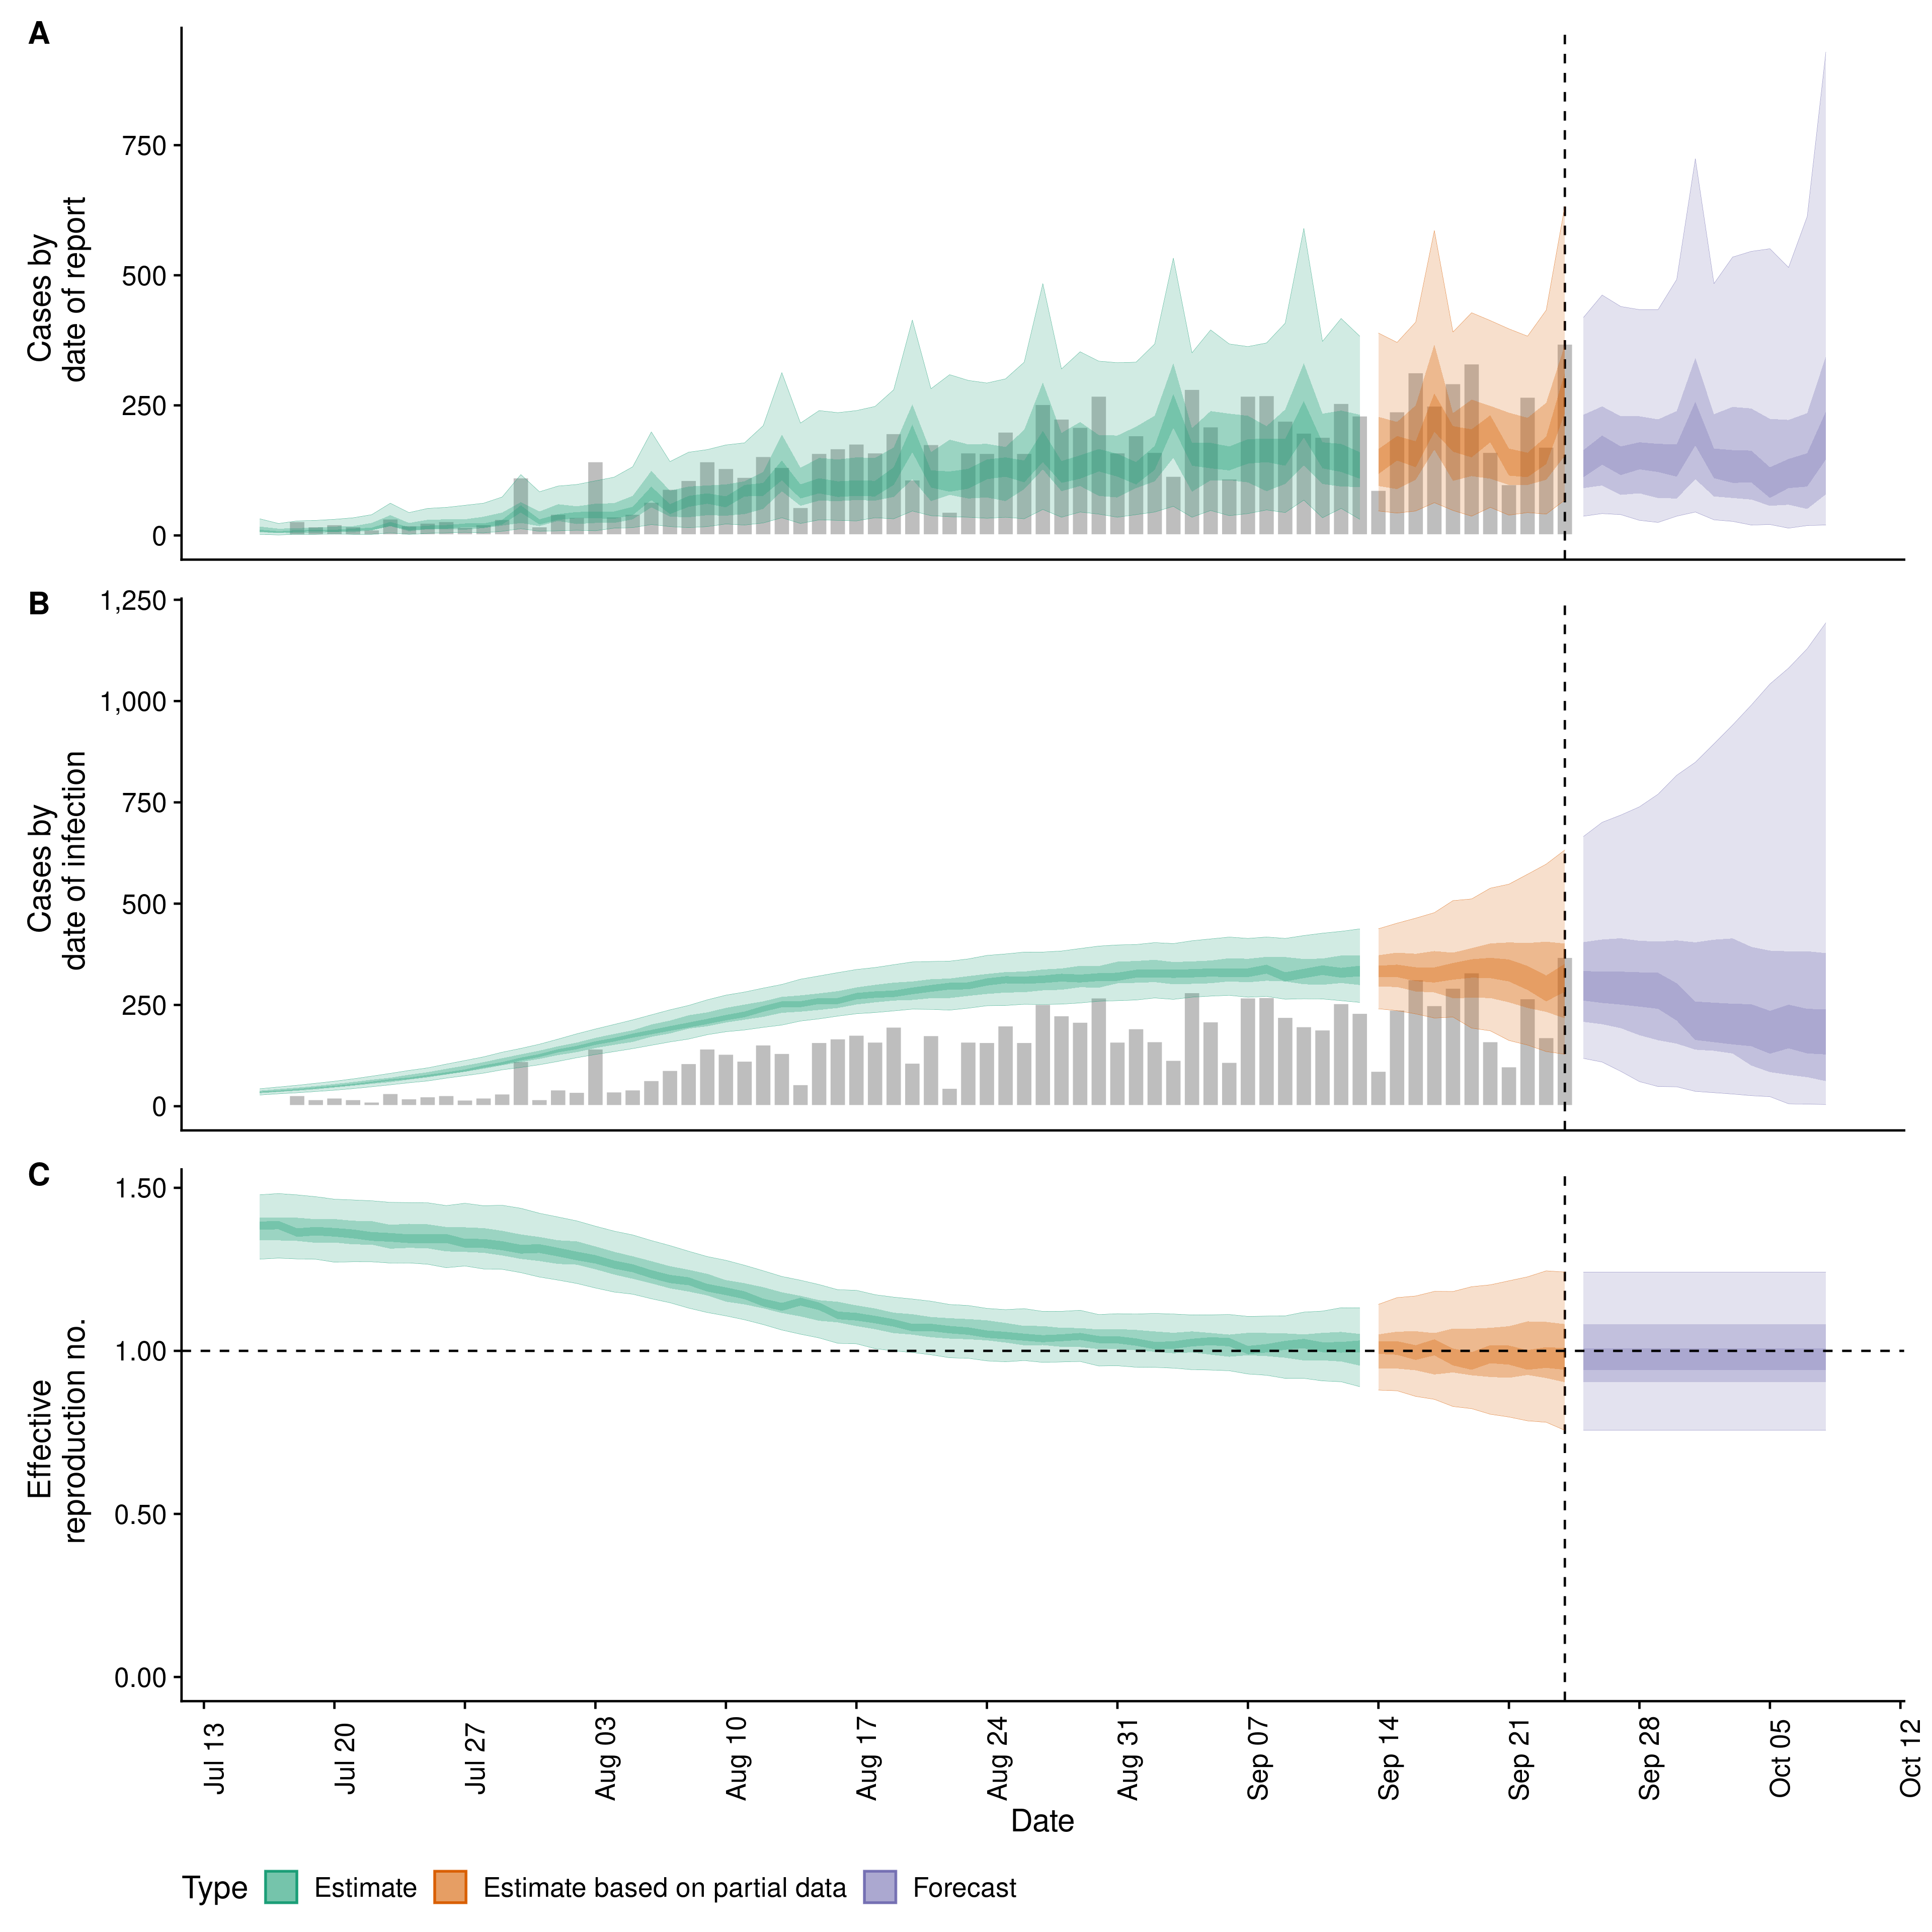 A
Cases by
date of report
750
500
250
0
B
Cases by
date of infection
1,250
1,000
750
500
250
0
C
Effective
reproduction no.
1.50
1.00
0.50
0.00
Jul 13
Jul 20
Jul 27
Aug 03
Aug 10
Aug 17
Aug 24
Aug 31
Sep 07
Sep 14
Sep 21
Sep 28
Oct 05
Oct 12
Date
Type Estimate Estimate based on partial data Forecast